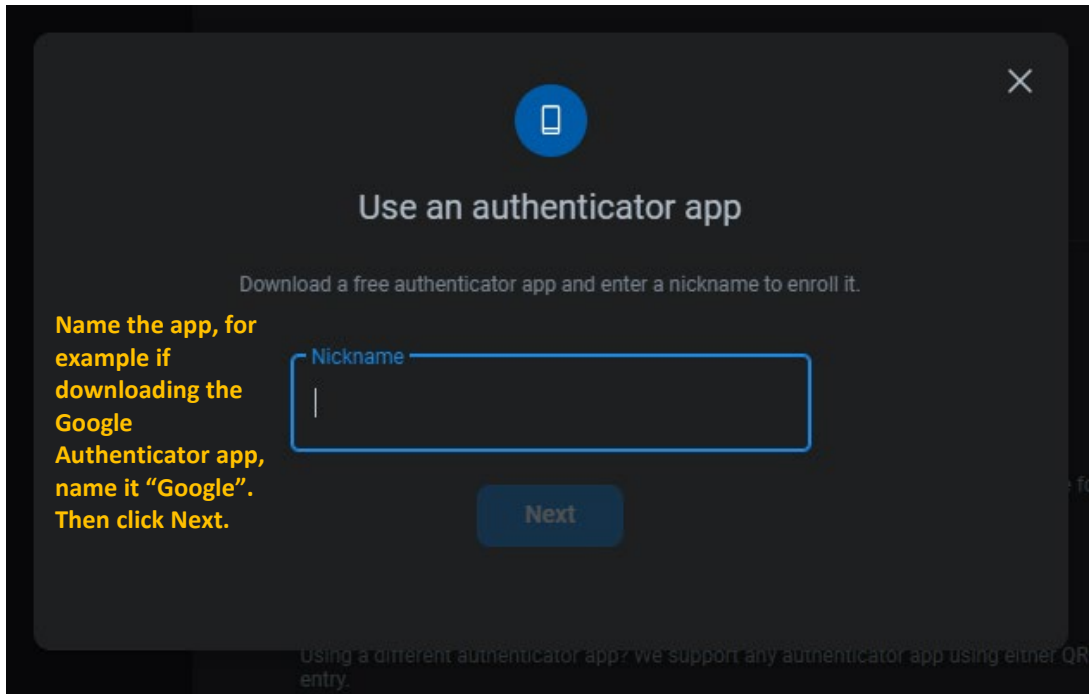 Use an authenticator app
Download a free authenticator app and enter a nickname to enroll it.
Name the app, for
example if
downloading the
Google
Authenticator app,
name it “Google”.
Then click Next.
Nickname
Next
Using a different authenticator app? We support any authenticator app using either QR
entry.